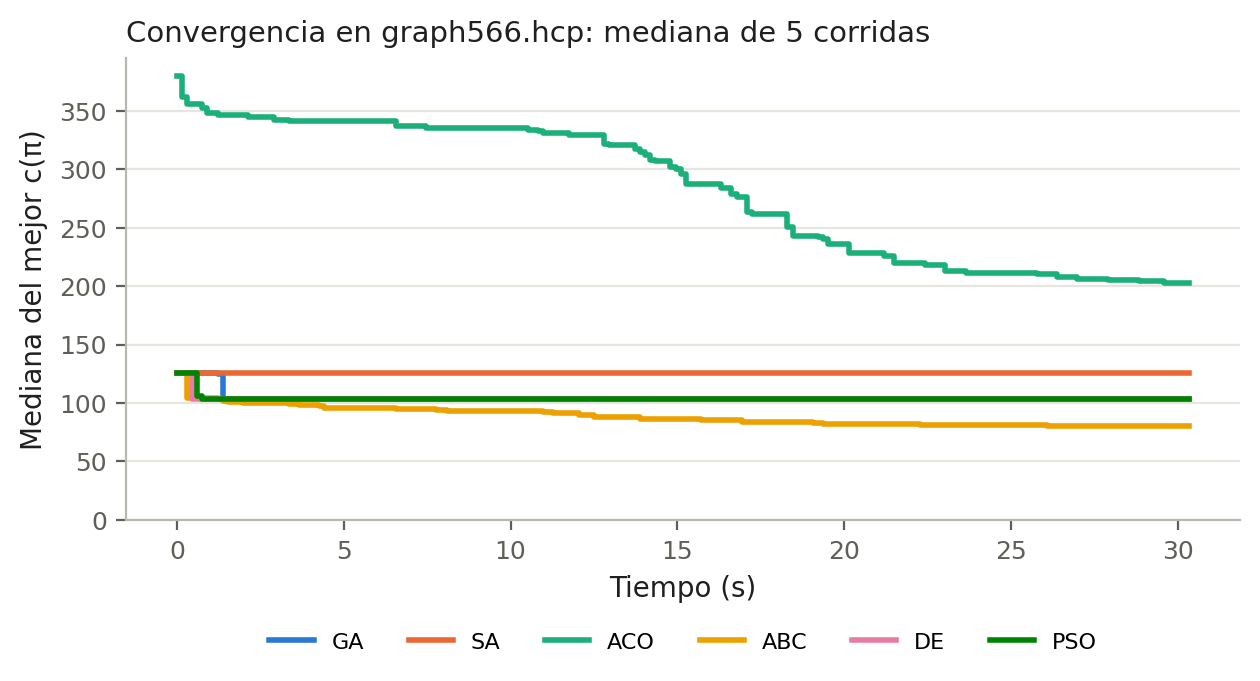 Convergencia en graph566.hcp: mediana de 5 corridas
Mediana del mejor c(π)
350
300
250
200
150
100
50
0
0 5 10 15 20 25 30
Tiempo (s)
GA SA ACO ABC DE PSO